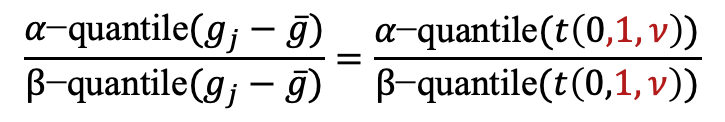 α−quantile(g_j − ḡ) / β−quantile(g_j − ḡ) = α−quantile(t(0,1,ν)) / β−quantile(t(0,1,ν))